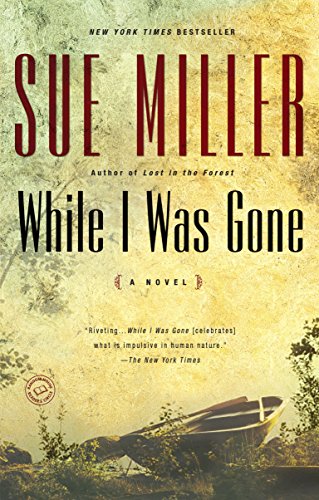 NEW YORK TIMES BESTSELLER
SUE MILLER
Author of Lost in the Forest
While I Was Gone
A NOVEL
"Riveting...While I Was Gone [celebrates]
what is impulsive in human nature."
—The New York Times